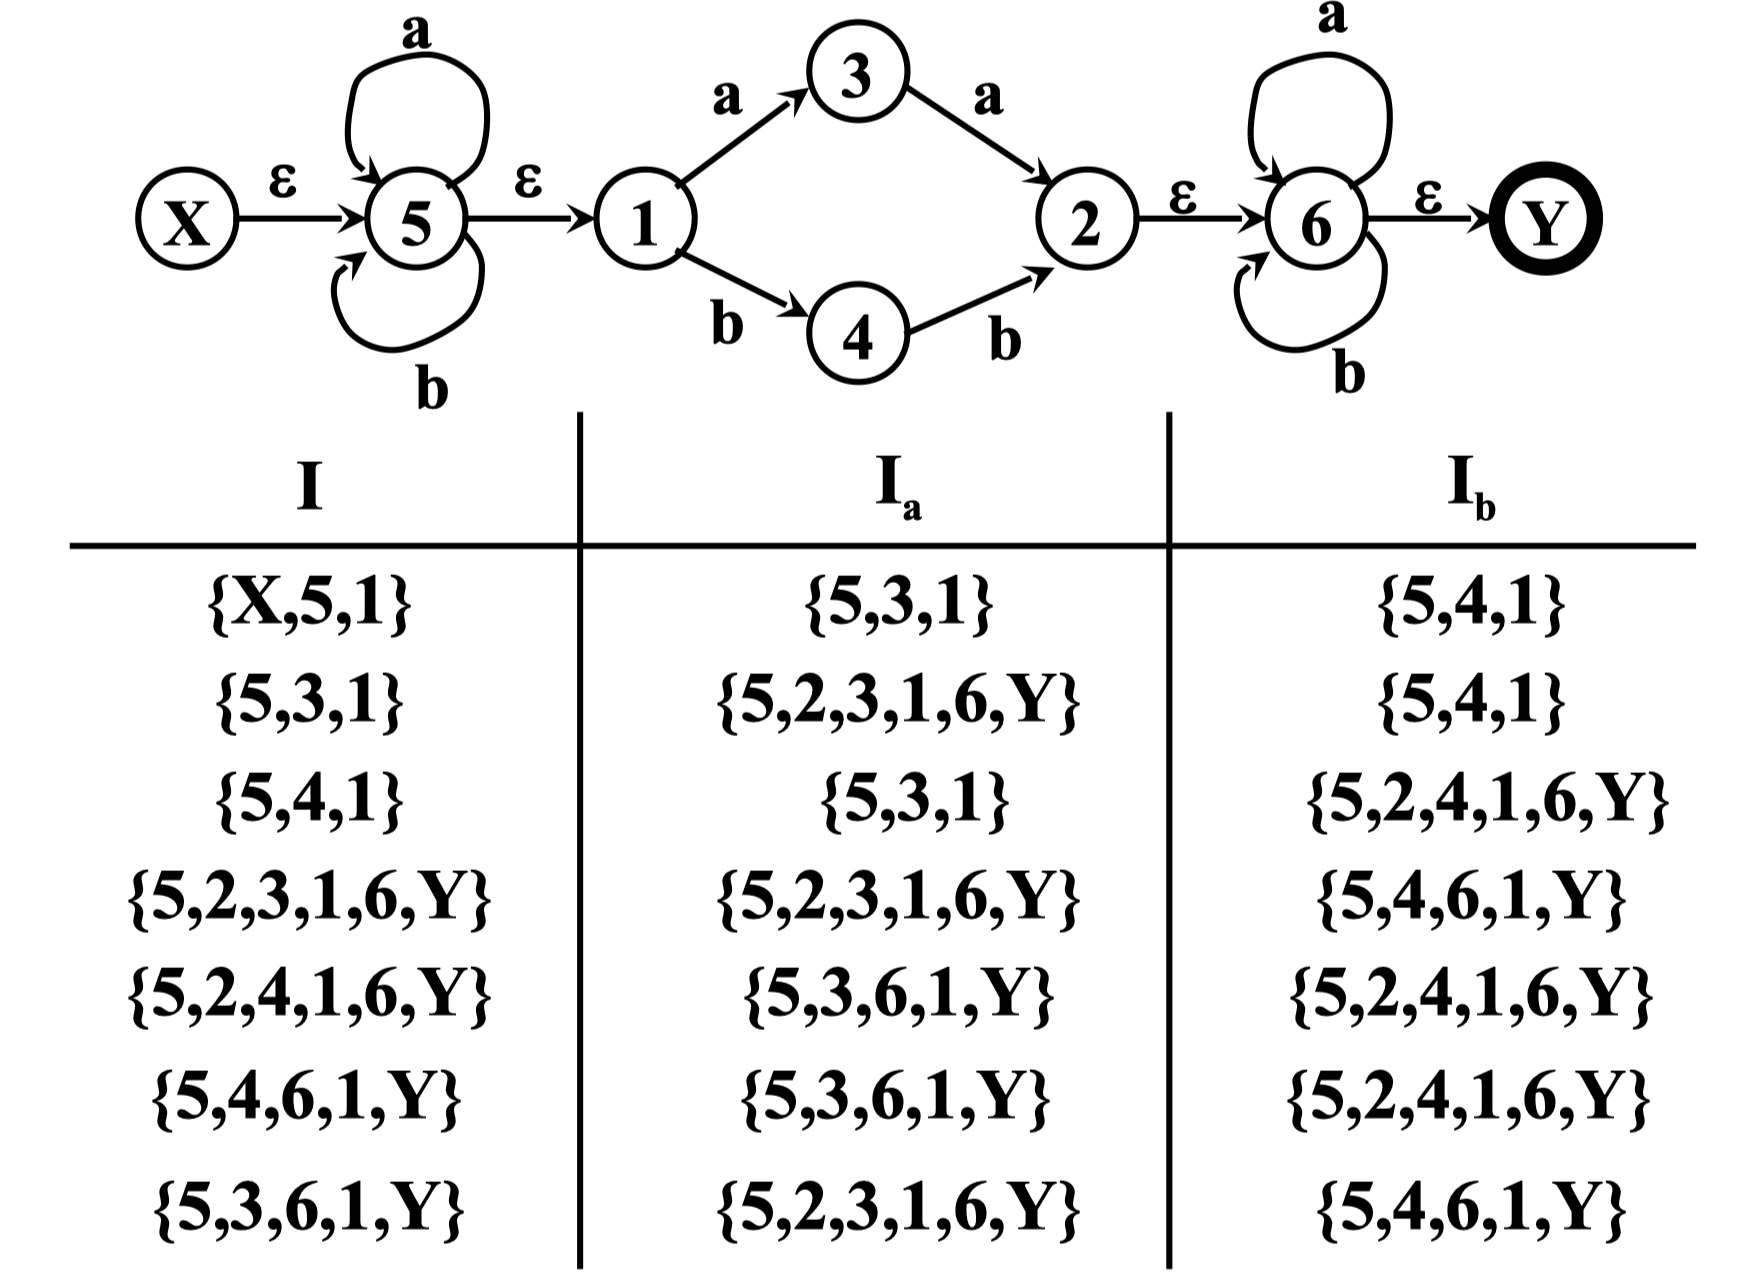 a
a
3
a
a
ε
ε
ε
ε
X
5
1
2
6
Y
b
4
b
b
b
I
I_a
I_b
{X,5,1}
{5,3,1}
{5,4,1}
{5,3,1}
{5,2,3,1,6,Y}
{5,4,1}
{5,4,1}
{5,3,1}
{5,2,4,1,6,Y}
{5,2,3,1,6,Y}
{5,2,3,1,6,Y}
{5,4,6,1,Y}
{5,2,4,1,6,Y}
{5,3,6,1,Y}
{5,2,4,1,6,Y}
{5,4,6,1,Y}
{5,3,6,1,Y}
{5,2,4,1,6,Y}
{5,3,6,1,Y}
{5,2,3,1,6,Y}
{5,4,6,1,Y}